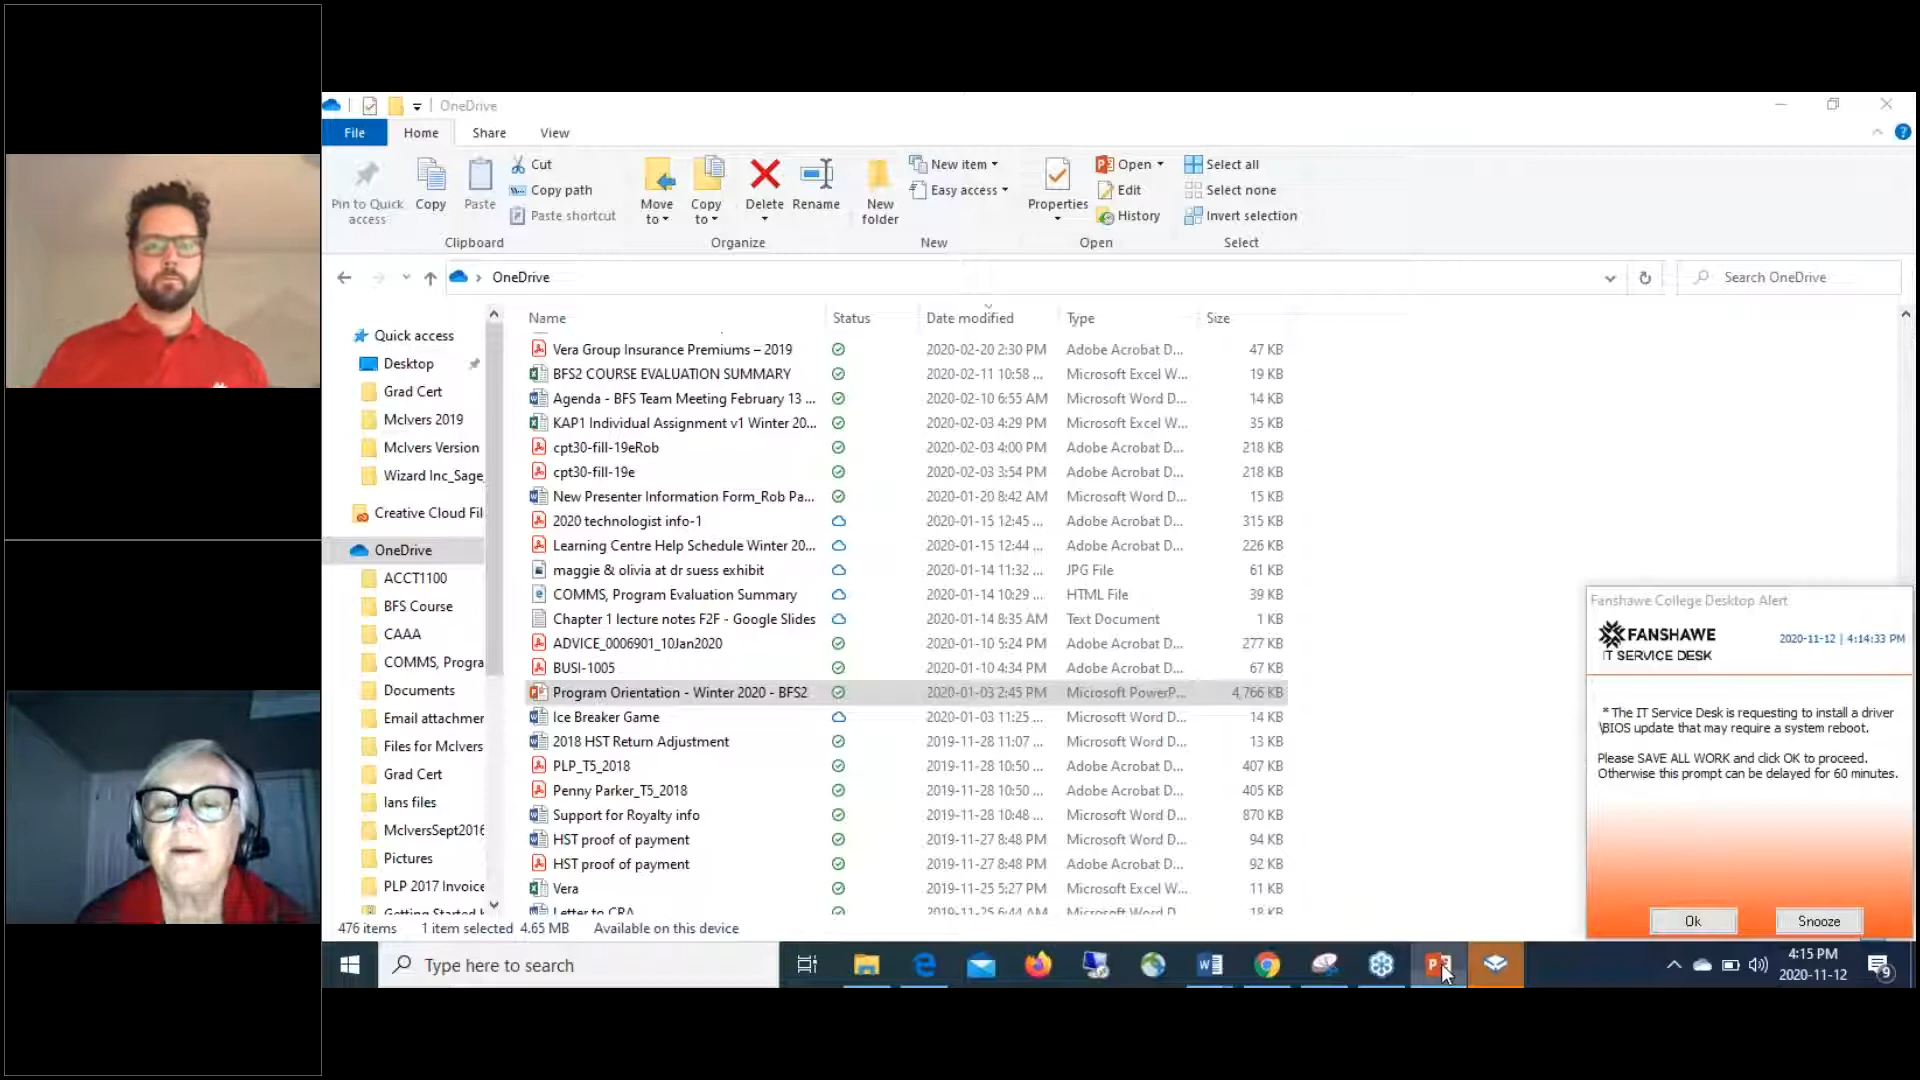 OneDrive
File Home Share View
Pin to Quick access
Copy
Paste
Cut
Copy path
Paste shortcut
Clipboard
Move to
Copy to
Delete
Rename
Organize
New folder
New item
Easy access
New
Properties
Open
Edit
History
Open
Select all
Select none
Invert selection
Select
OneDrive
Search OneDrive
Quick access
Desktop
Grad Cert
McIvers 2019
McIvers Version
Wizard Inc_Sage_
Creative Cloud Fil
OneDrive
ACCT1100
BFS Course
CAAA
COMMS, Progra
Documents
Email attachmer
Files for McIvers
Grad Cert
Ians files
McIversSept2016
Pictures
PLP 2017 Invoice
Name Status Date modified Type Size
Vera Group Insurance Premiums – 2019 2020-02-20 2:30 PM Adobe Acrobat D... 47 KB
BFS2 COURSE EVALUATION SUMMARY 2020-02-11 10:58 ... Microsoft Excel W... 19 KB
Agenda - BFS Team Meeting February 13 ... 2020-02-10 6:55 AM Microsoft Word D... 14 KB
KAP1 Individual Assignment v1 Winter 20... 2020-02-03 4:29 PM Microsoft Excel W... 35 KB
cpt30-fill-19eRob 2020-02-03 4:00 PM Adobe Acrobat D... 218 KB
cpt30-fill-19e 2020-02-03 3:54 PM Adobe Acrobat D... 218 KB
New Presenter Information Form_Rob Pa... 2020-01-20 8:42 AM Microsoft Word D... 15 KB
2020 technologist info-1 2020-01-15 12:45 ... Adobe Acrobat D... 315 KB
Learning Centre Help Schedule Winter 20... 2020-01-15 12:44 ... Adobe Acrobat D... 226 KB
maggie & olivia at dr suess exhibit 2020-01-14 11:32 ... JPG File 61 KB
COMMS, Program Evaluation Summary 2020-01-14 10:29 ... HTML File 39 KB
Chapter 1 lecture notes F2F - Google Slides 2020-01-14 8:35 AM Text Document 1 KB
ADVICE_0006901_10Jan2020 2020-01-10 5:24 PM Adobe Acrobat D... 277 KB
BUSI-1005 2020-01-10 4:34 PM Adobe Acrobat D... 67 KB
Program Orientation - Winter 2020 - BFS2 2020-01-03 2:45 PM Microsoft PowerP... 4,766 KB
Ice Breaker Game 2020-01-03 11:25 ... Microsoft Word D... 14 KB
2018 HST Return Adjustment 2019-11-28 11:07 ... Microsoft Word D... 13 KB
PLP_T5_2018 2019-11-28 10:50 ... Adobe Acrobat D... 407 KB
Penny Parker_T5_2018 2019-11-28 10:50 ... Adobe Acrobat D... 405 KB
Support for Royalty info 2019-11-28 10:48 ... Microsoft Word D... 870 KB
HST proof of payment 2019-11-27 8:48 PM Microsoft Word D... 94 KB
HST proof of payment 2019-11-27 8:48 PM Adobe Acrobat D... 92 KB
Vera 2019-11-25 5:27 PM Microsoft Excel W... 11 KB
Letter to CRA 2019-11-25 6:44 AM Microsoft Word D... 18 KB
476 items 1 item selected 4.65 MB Available on this device
Fanshawe College Desktop Alert
FANSHAWE
IT SERVICE DESK
2020-11-12 | 4:14:33 PM
* The IT Service Desk is requesting to install a driver
\BIOS update that may require a system reboot.
Please SAVE ALL WORK and click OK to proceed.
Otherwise this prompt can be delayed for 60 minutes.
Ok Snooze
Type here to search
4:15 PM
2020-11-12
9